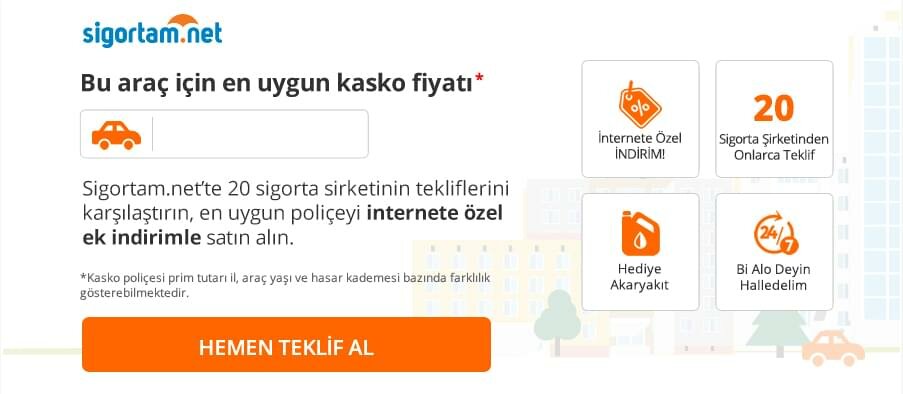 sigortam.net
Bu araç için en uygun kasko fiyatı*
Sigortam.net’te 20 sigorta sirketinin tekliflerini
karşılaştırın, en uygun poliçeyi internete özel
ek indirimle satın alın.
*Kasko poliçesi prim tutarı il, araç yaşı ve hasar kademesi bazında farklılık
gösterebilmektedir.
HEMEN TEKLİF AL
%
İnternete Özel
İNDİRİM!
20
Sigorta Şirketinden
Onlarca Teklif
Hediye
Akaryakıt
24/7
Bi Alo Deyin
Halledelim